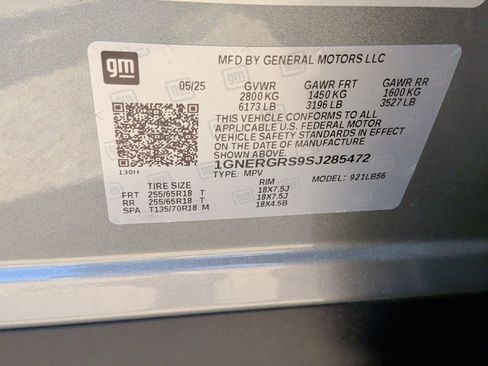 gm
MFD BY GENERAL MOTORS LLC
05/25 GVWR GAWR FRT GAWR RR
2800 KG 1450 KG 1600 KG
6173 LB 3196 LB 3527 LB
THIS VEHICLE CONFORMS TO ALL
APPLICABLE U.S. FEDERAL MOTOR
VEHICLE SAFETY STANDARDS IN EFFECT
ON THE DATE OF MANUFACTURE SHOWN ABOVE.
1GNERGRS9SJ285472
130H TYPE: MPV MODEL: 921LB56
TIRE SIZE RIM
FRT 255/65R18 T 18X7.5J
RR 255/65R18 T 18X7.5J
SPA T135/70R18 M 18X4.5B